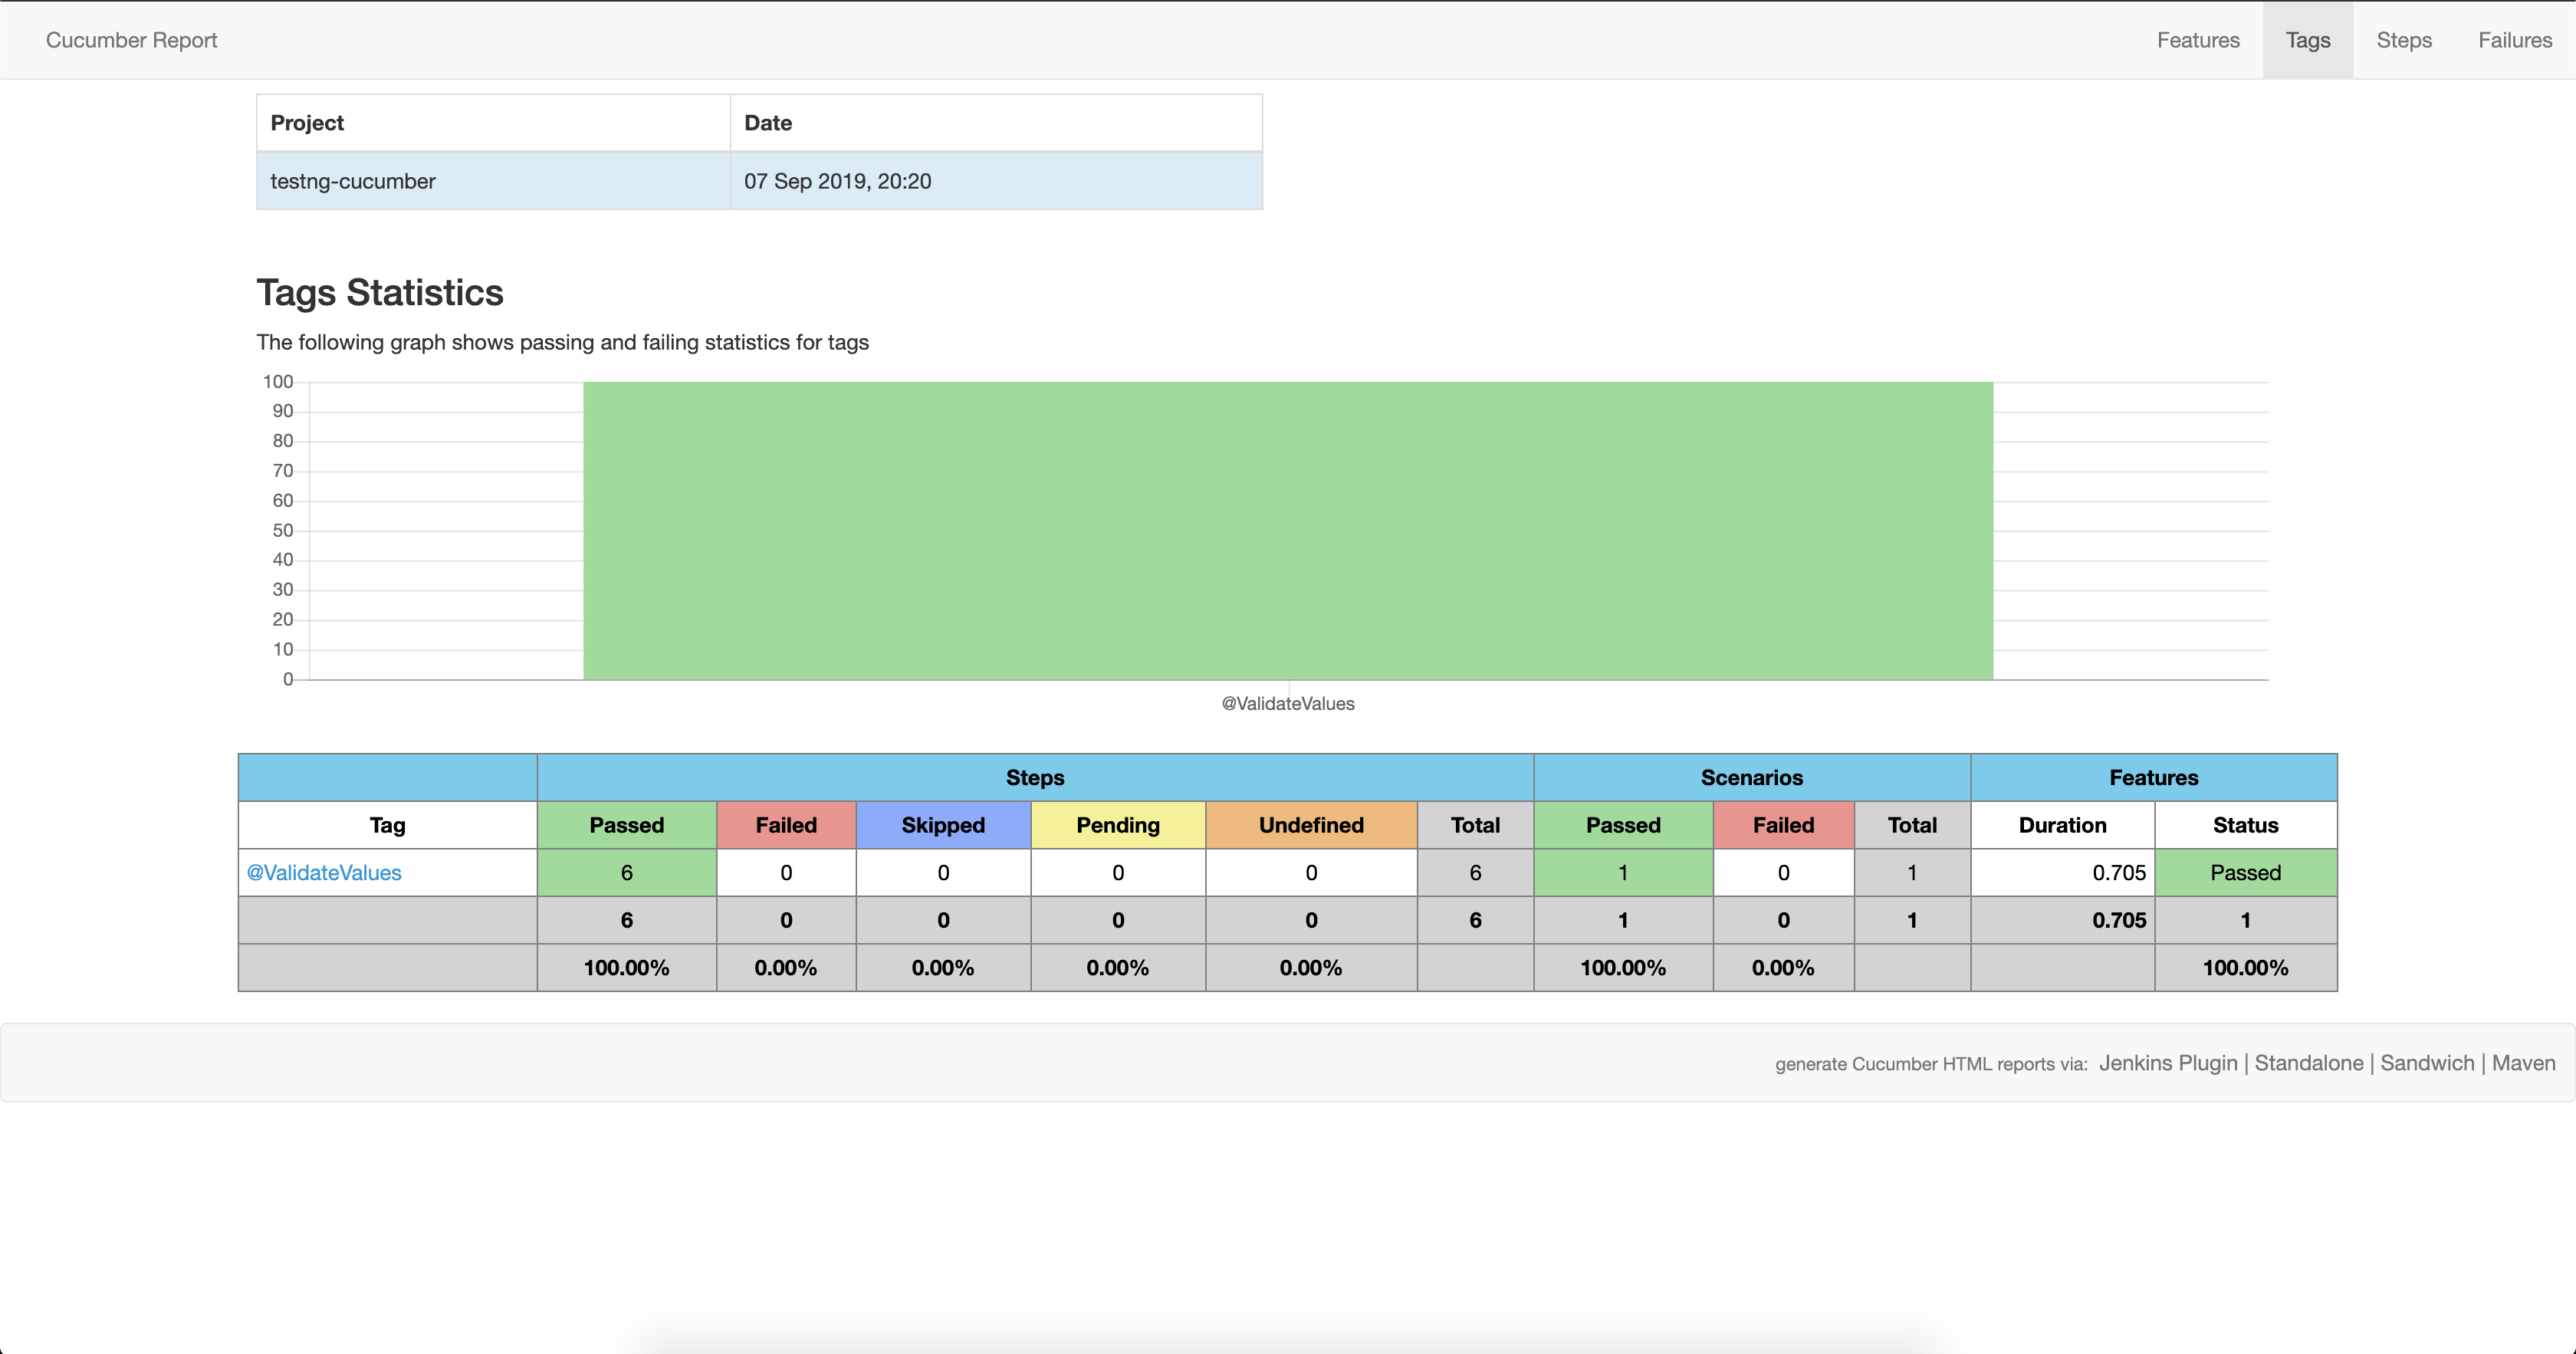 Cucumber Report Features Tags Steps Failures
Project Date
testng-cucumber 07 Sep 2019, 20:20
Tags Statistics
The following graph shows passing and failing statistics for tags
100
90
80
70
60
50
40
30
20
10
0
@ValidateValues
Steps Scenarios Features
Tag Passed Failed Skipped Pending Undefined Total Passed Failed Total Duration Status
@ValidateValues 6 0 0 0 0 6 1 0 1 0.705 Passed
6 0 0 0 0 6 1 0 1 0.705 1
100.00% 0.00% 0.00% 0.00% 0.00% 100.00% 0.00% 100.00%
generate Cucumber HTML reports via: Jenkins Plugin | Standalone | Sandwich | Maven